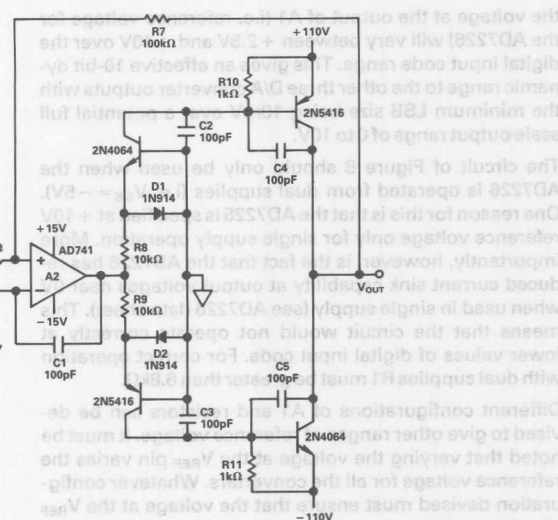 the voltage at the output of A1 (i.e. reference voltage for
the AD7226) will vary between +2.5V and +10V over the
digital input code range. This gives an effective 10-bit dy-
namic range to the other three D/A converter outputs with
the minimum LSB size being 10mV over a potential full
scale output range of 0 to 10V.
The circuit of Figure 8 should only be used when the
AD7226 is operated from dual supplies (i.e. VSS = -5V).
One reason for this is that the AD7226 is specified at +10V
reference voltage only for single supply operation. More
importantly, however, is the fact that the AD7226 has re-
duced current sink capability at output voltages near 0V
when used in single supply (see AD7226 data sheet). This
means that the circuit would not operate correctly at
lower values of digital input code. For correct operation
with dual supplies R1 must be greater than 6.8kΩ.
Different configurations of A1 and resistors can be de-
vised to give other ranges of reference voltage. It must be
noted that varying the voltage at the VREF pin varies the
reference voltage for all the converters. Whatever config-
uration devised must ensure that the voltage at the VREF
R7
100kΩ
+110V
R10
1kΩ
2N5416
C2
100pF
2N4064
C4
100pF
D1
1N914
+15V
AD741
+
A2
-
-15V
R8
10kΩ
VOUT
R9
10kΩ
C1
100pF
D2
1N914
2N5416
C5
100pF
C3
100pF
2N4064
R11
1kΩ
-110V